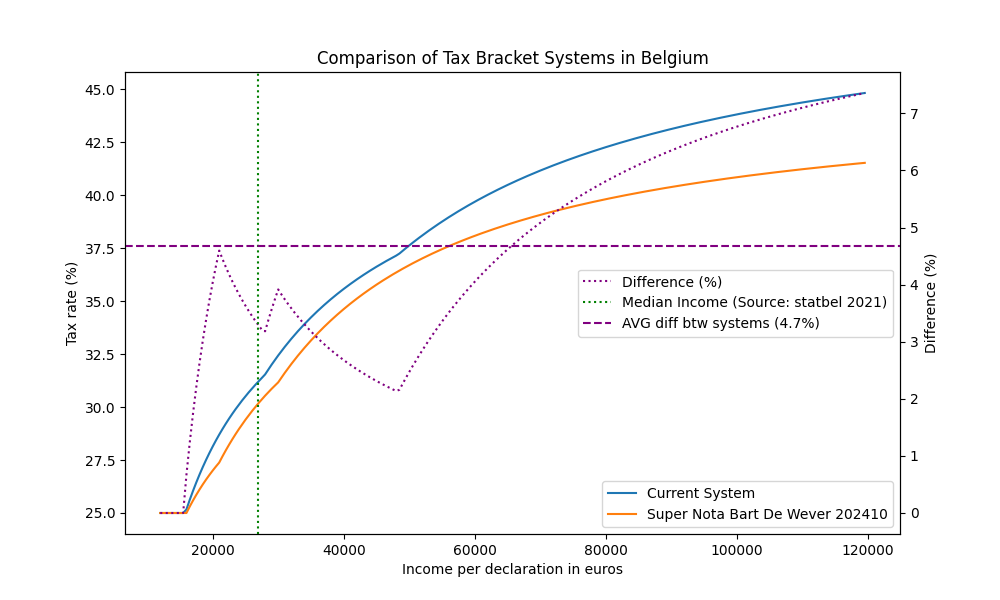 Comparison of Tax Bracket Systems in Belgium
45.0
42.5
40.0
37.5
35.0
32.5
30.0
27.5
25.0
Tax rate (%)
7
6
5
4
3
2
1
0
Difference (%)
Difference (%)
Median Income (Source: statbel 2021)
AVG diff btw systems (4.7%)
Current System
Super Nota Bart De Wever 202410
20000
40000
60000
80000
100000
120000
Income per declaration in euros